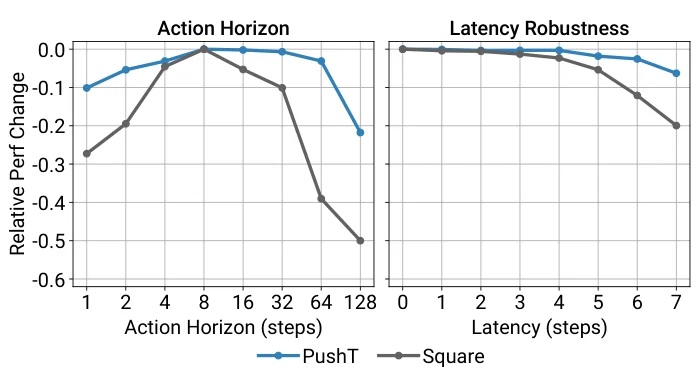 Action Horizon
Latency Robustness
Relative Perf Change
0.0
-0.1
-0.2
-0.3
-0.4
-0.5
-0.6
1 2 4 8 16 32 64 128
0 1 2 3 4 5 6 7
Action Horizon (steps)
Latency (steps)
PushT Square